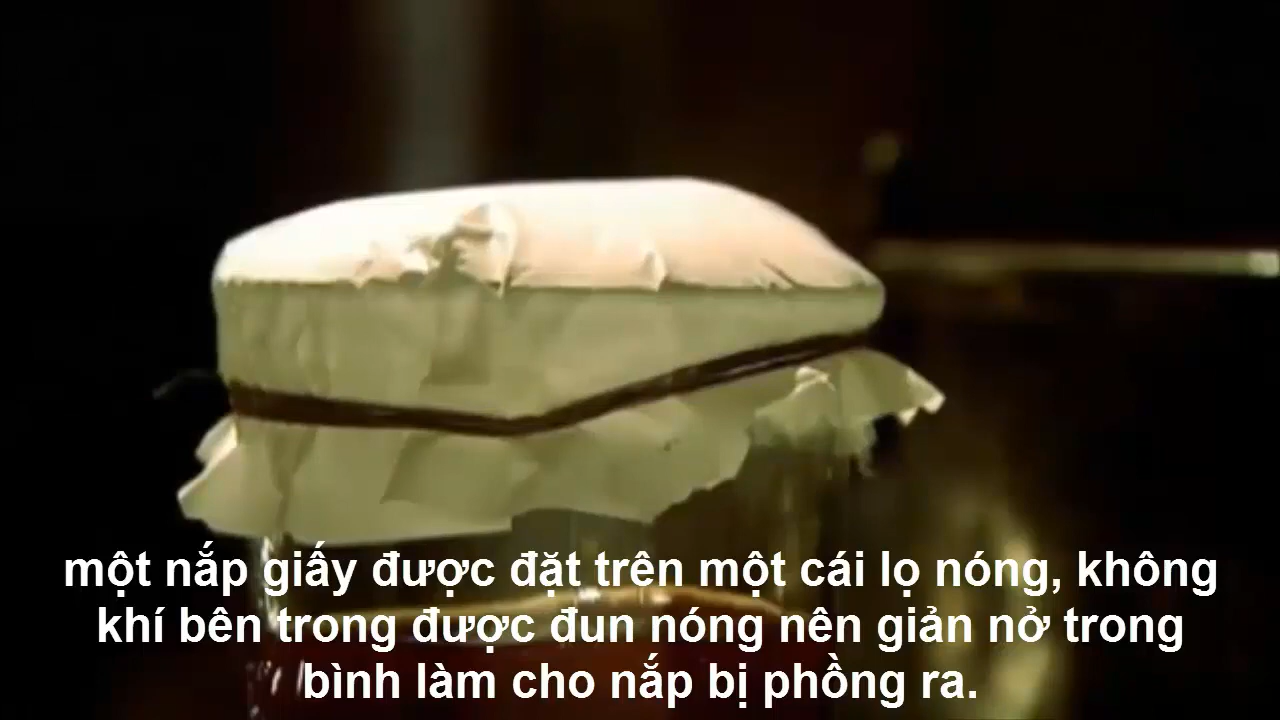 một nắp giấy được đặt trên một cái lọ nóng, không
khí bên trong được đun nóng nên giản nở trong
bình làm cho nắp bị phồng ra.